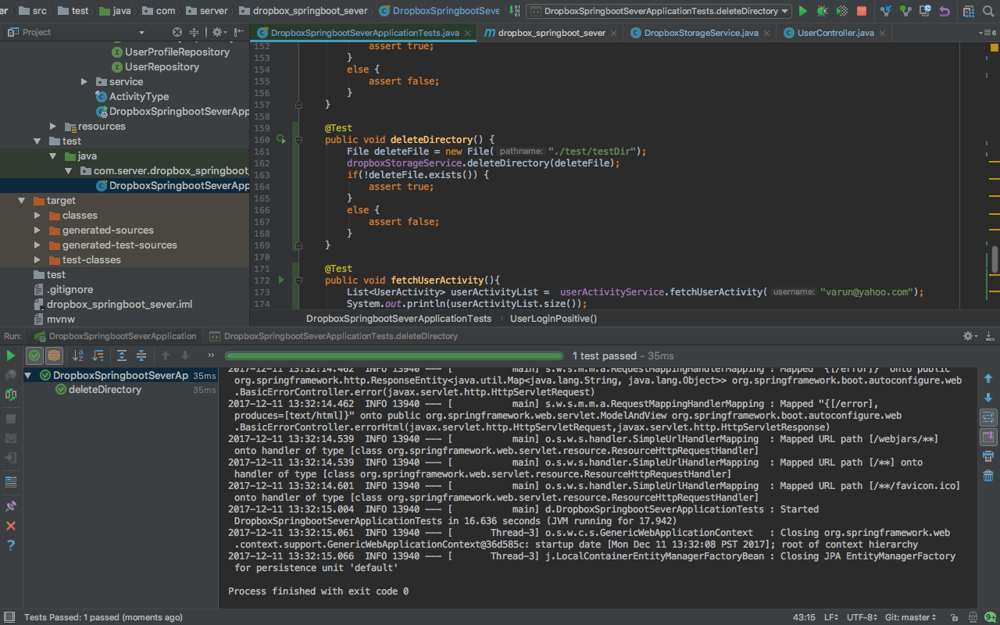 er src test java com server dropbox_springboot_sever DropboxSpringbootSeve DropboxSpringbootSeverApplicationTests.deleteDirectory
Project
DropboxSpringbootSeverApplicationTests.java
dropbox_springboot_sever
DropboxStorageService.java
UserController.java
6
UserProfileRepository
UserRepository
service
ActivityType
DropboxSpringbootSeverApp
resources
test
java
com.server.dropbox_springboot_
DropboxSpringbootSeverApp
target
classes
generated-sources
generated-test-sources
test-classes
test
.gitignore
dropbox_springboot_sever.iml
mvnw
152 assert true;
153 }
154 else {
155 assert false;
156 }
157 }
158
159 @Test
160 public void deleteDirectory() {
161 File deleteFile = new File( pathname: "./test/testDir");
162 dropboxStorageService.deleteDirectory(deleteFile);
163 if(!deleteFile.exists()) {
164 assert true;
165 }
166 else {
167 assert false;
168 }
169 }
170
171 @Test
172 public void fetchUserActivity(){
173 List<UserActivity> userActivityList =  userActivityService.fetchUserActivity( username: "varun@yahoo.com");
174 System.out.println(userActivityList.size());
DropboxSpringbootSeverApplicationTests › UserLoginPositive()
Run: DropboxSpringbootSeverApplication DropboxSpringbootSeverApplicationTests.deleteDirectory
1 test passed - 35ms
DropboxSpringbootSeverAp 35ms
deleteDirectory 35ms
2017-12-11 13:32:14.462  INFO 13940 --- [           main] s.w.s.m.m.a.RequestMappingHandlerMapping : Mapped "{[/error]}" onto public
org.springframework.http.ResponseEntity<java.util.Map<java.lang.String, java.lang.Object>> org.springframework.boot.autoconfigure.web
.BasicErrorController.error(javax.servlet.http.HttpServletRequest)
2017-12-11 13:32:14.462  INFO 13940 --- [           main] s.w.s.m.m.a.RequestMappingHandlerMapping : Mapped "{[/error],
produces=[text/html]}" onto public org.springframework.web.servlet.ModelAndView org.springframework.boot.autoconfigure.web
.BasicErrorController.errorHtml(javax.servlet.http.HttpServletRequest,javax.servlet.http.HttpServletResponse)
2017-12-11 13:32:14.539  INFO 13940 --- [           main] o.s.w.s.handler.SimpleUrlHandlerMapping  : Mapped URL path [/webjars/**]
onto handler of type [class org.springframework.web.servlet.resource.ResourceHttpRequestHandler]
2017-12-11 13:32:14.539  INFO 13940 --- [           main] o.s.w.s.handler.SimpleUrlHandlerMapping  : Mapped URL path [/**] onto
handler of type [class org.springframework.web.servlet.resource.ResourceHttpRequestHandler]
2017-12-11 13:32:14.601  INFO 13940 --- [           main] o.s.w.s.handler.SimpleUrlHandlerMapping  : Mapped URL path [/**/favicon.ico]
onto handler of type [class org.springframework.web.servlet.resource.ResourceHttpRequestHandler]
2017-12-11 13:32:15.004  INFO 13940 --- [           main] d.DropboxSpringbootSeverApplicationTests : Started
DropboxSpringbootSeverApplicationTests in 16.636 seconds (JVM running for 17.942)
2017-12-11 13:32:15.061  INFO 13940 --- [       Thread-3] o.s.w.c.s.GenericWebApplicationContext   : Closing org.springframework.web
.context.support.GenericWebApplicationContext@36d585c: startup date [Mon Dec 11 13:32:08 PST 2017]; root of context hierarchy
2017-12-11 13:32:15.066  INFO 13940 --- [       Thread-3] j.LocalContainerEntityManagerFactoryBean : Closing JPA EntityManagerFactory
for persistence unit 'default'
Process finished with exit code 0
Tests Passed: 1 passed (moments ago) 43:15 LF UTF-8 Git: master 9+